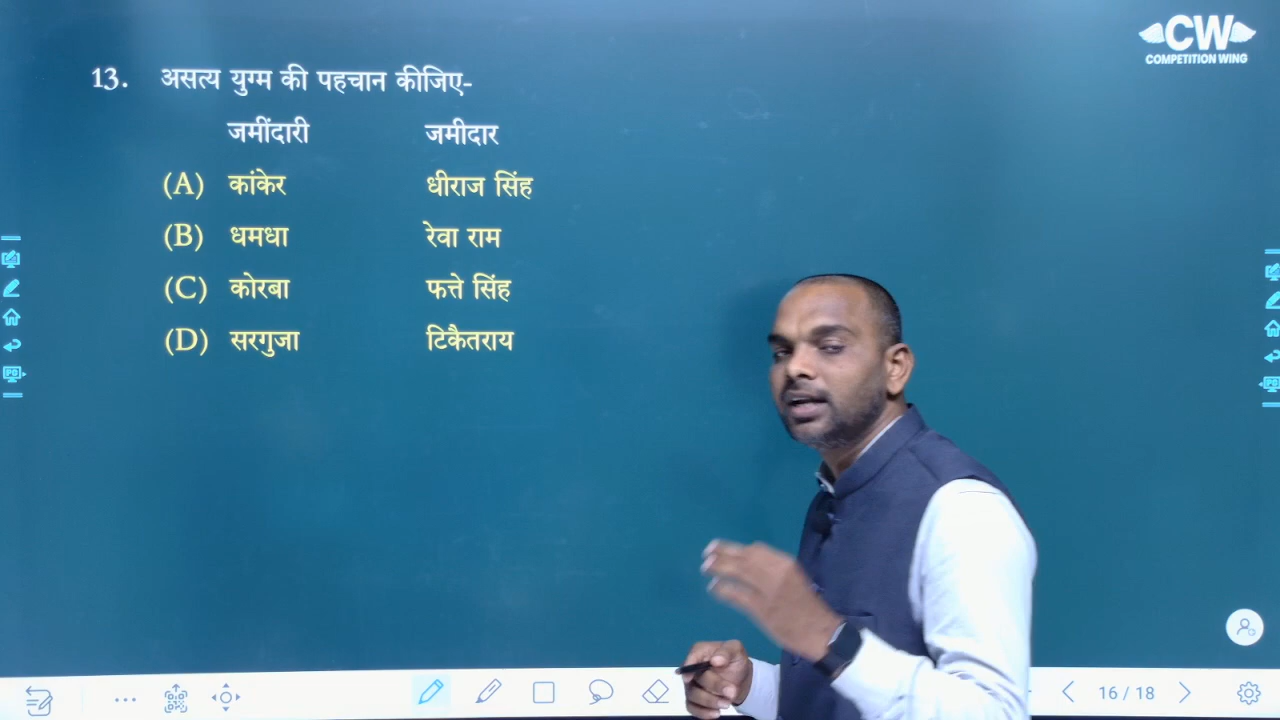 CW
COMPETITION WING
13. असत्य युग्म की पहचान कीजिए-
जमींदारी जमीदार
(A) कांकेर धीराज सिंह
(B) धमधा रेवा राम
(C) कोरबा फत्ते सिंह
(D) सरगुजा टिकैतराय
16 / 18